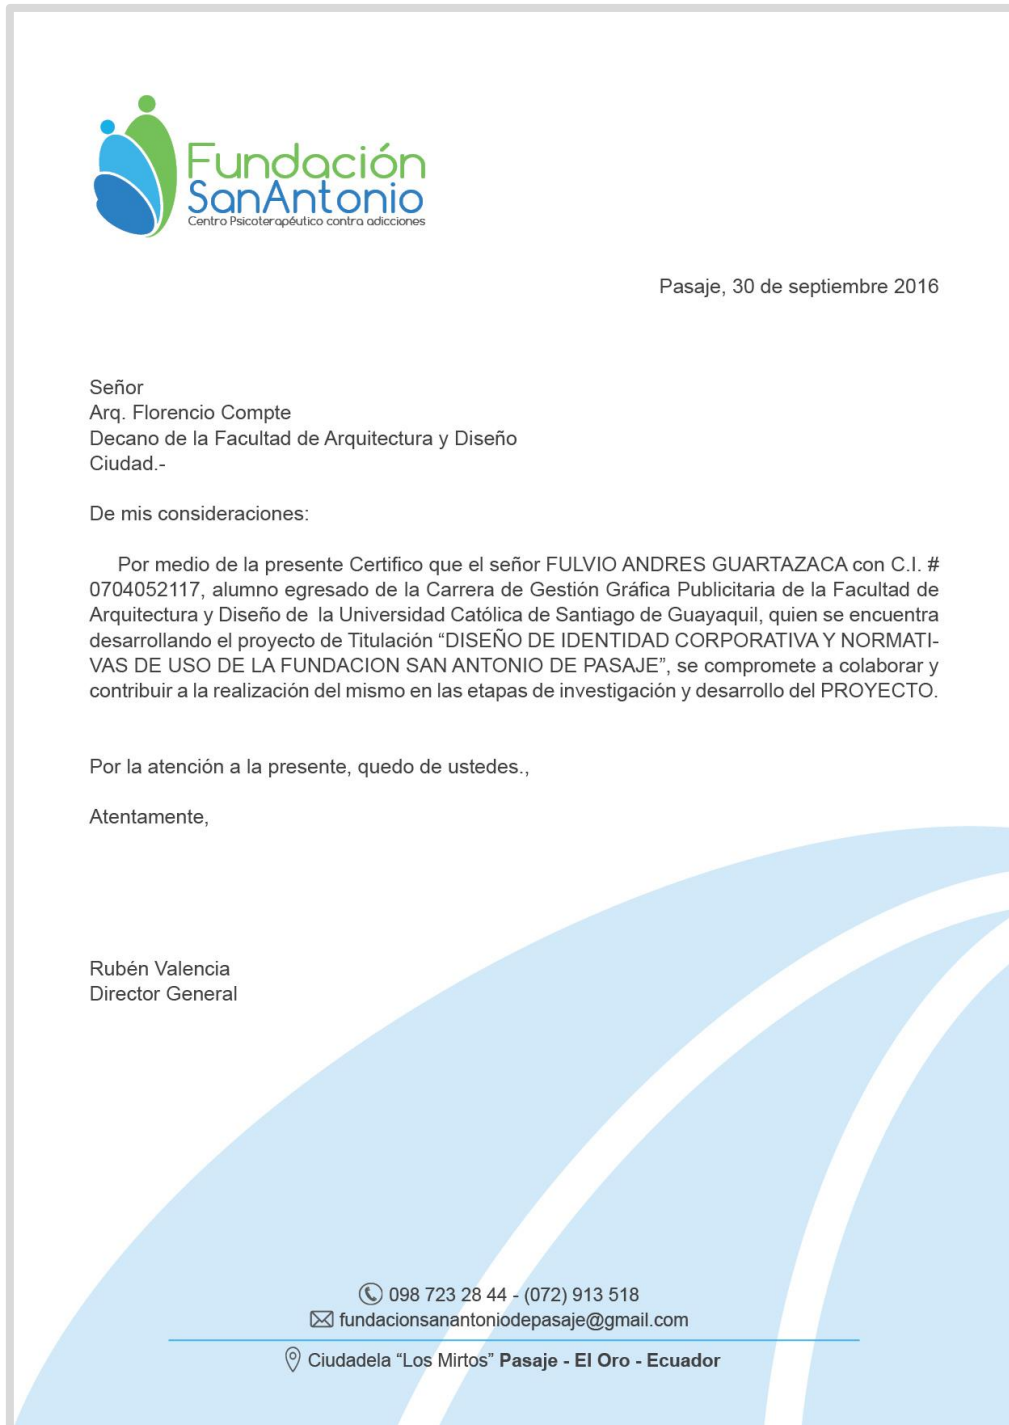 Fundación
SanAntonio
Centro Psicoterapéutico contra adicciones
Pasaje, 30 de septiembre 2016
Señor
Arq. Florencio Compte
Decano de la Facultad de Arquitectura y Diseño
Ciudad.-
De mis consideraciones:
Por medio de la presente Certifico que el señor FULVIO ANDRES GUARTAZACA con C.I. #
0704052117, alumno egresado de la Carrera de Gestión Gráfica Publicitaria de la Facultad de
Arquitectura y Diseño de la Universidad Católica de Santiago de Guayaquil, quien se encuentra
desarrollando el proyecto de Titulación “DISEÑO DE IDENTIDAD CORPORATIVA Y NORMATI-
VAS DE USO DE LA FUNDACION SAN ANTONIO DE PASAJE”, se compromete a colaborar y
contribuir a la realización del mismo en las etapas de investigación y desarrollo del PROYECTO.
Por la atención a la presente, quedo de ustedes.,
Atentamente,
Rubén Valencia
Director General
098 723 28 44 - (072) 913 518
fundacionsanantoniodepasaje@gmail.com
Ciudadela “Los Mirtos” Pasaje - El Oro - Ecuador